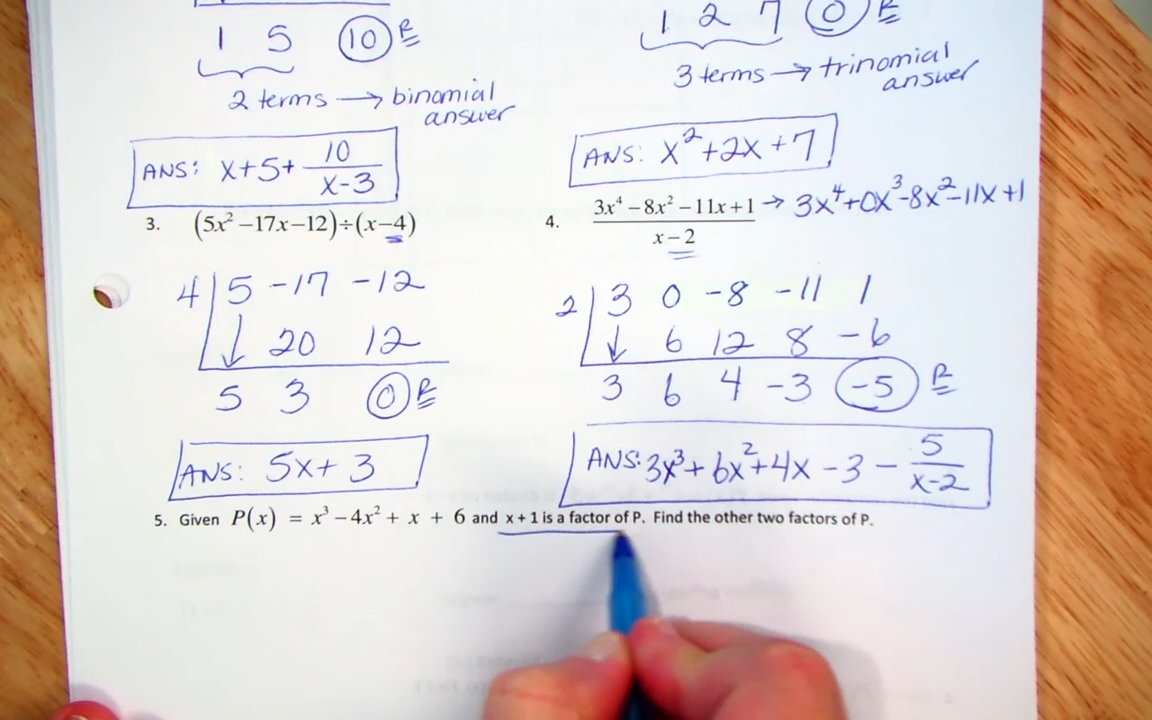 1 5 10 R
1 2 7 0 R
2 terms → binomial
answer
3 terms → trinomial
answer
ANS: x+5+ 10/x-3
ANS: x²+2x+7
3. (5x² −17x−12)÷(x−4)
4 5 -17 -12
20 12
5 3 0 R
ANS: 5x+3
4. 3x⁴ −8x² −11x+1 → 3x⁴+0x³-8x²-11x+1
x−2
2 3 0 -8 -11 1
6 12 8 -6
3 6 4 -3 -5 R
ANS: 3x³+6x²+4x-3- 5/x-2
5. Given P(x) = x³ −4x² + x + 6 and x+1 is a factor of P. Find the other two factors of P.